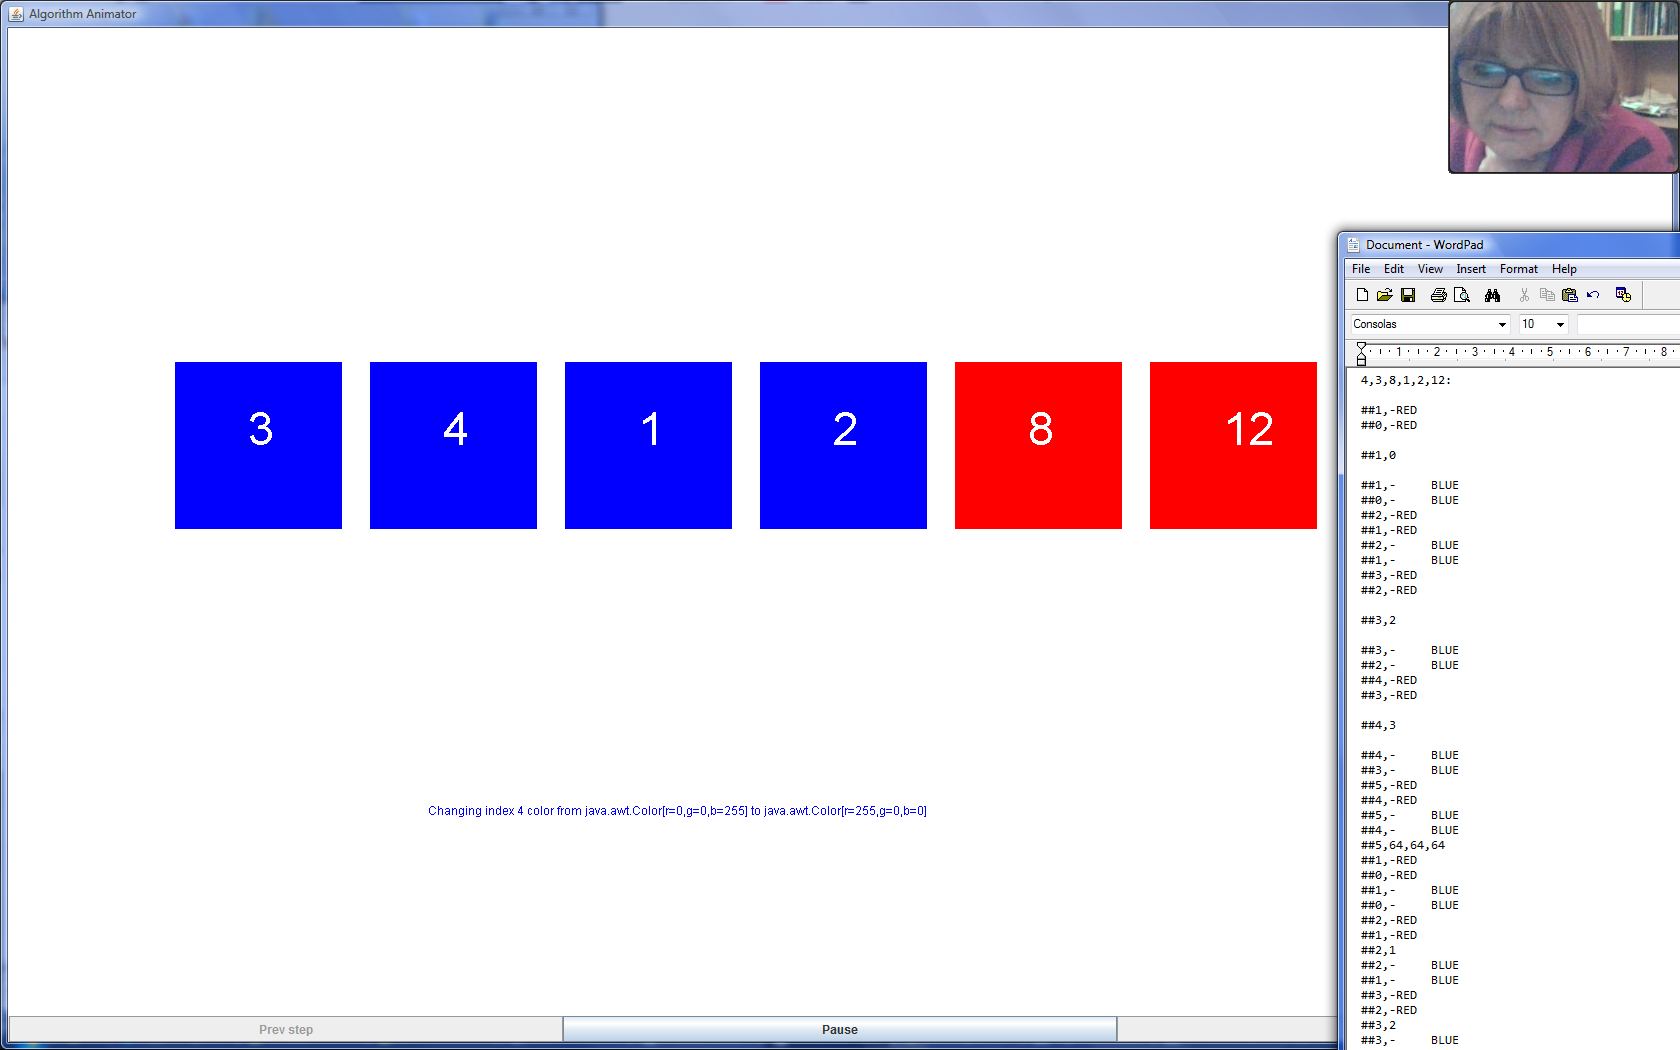 Algorithm Animator
3 4 1 2 8 12
Changing index 4 color from java.awt.Color[r=0,g=0,b=255] to java.awt.Color[r=255,g=0,b=0]
Prev step Pause
Document - WordPad
File Edit View Insert Format Help
Consolas 10
1 2 3 4 5 6 7 8
4,3,8,1,2,12:
##1,-RED
##0,-RED
##1,0
##1,- BLUE
##0,- BLUE
##2,-RED
##1,-RED
##2,- BLUE
##1,- BLUE
##3,-RED
##2,-RED
##3,2
##3,- BLUE
##2,- BLUE
##4,-RED
##3,-RED
##4,3
##4,- BLUE
##3,- BLUE
##5,-RED
##4,-RED
##5,- BLUE
##4,- BLUE
##5,64,64,64
##1,-RED
##0,-RED
##1,- BLUE
##0,- BLUE
##2,-RED
##1,-RED
##2,1
##2,- BLUE
##1,- BLUE
##3,-RED
##2,-RED
##3,2
##3,- BLUE